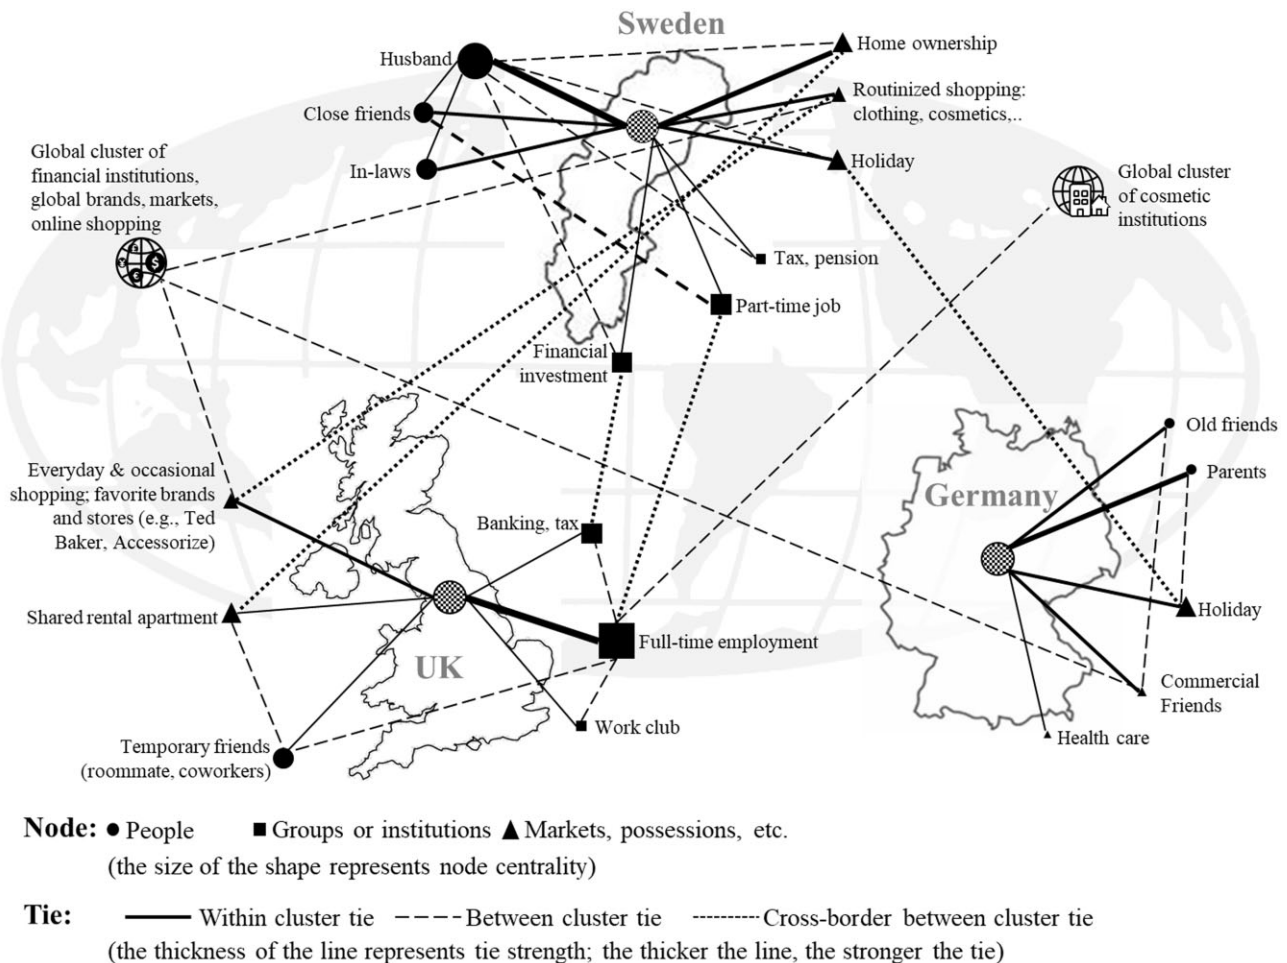 Sweden
Husband
Home ownership
Close friends
Routinized shopping:
clothing, cosmetics,..
Global cluster of
financial institutions,
global brands, markets,
online shopping
In-laws
Holiday
Global cluster
of cosmetic
institutions
Tax, pension
Part-time job
Financial
investment
Old friends
Everyday & occasional
shopping; favorite brands
and stores (e.g., Ted
Baker, Accessorize)
Parents
Germany
Banking, tax
Shared rental apartment
Holiday
Full-time employment
UK
Commercial
Friends
Work club
Health care
Temporary friends
(roommate, coworkers)
Node: People Groups or institutions Markets, possessions, etc.
(the size of the shape represents node centrality)
Tie: Within cluster tie Between cluster tie Cross-border between cluster tie
(the thickness of the line represents tie strength; the thicker the line, the stronger the tie)